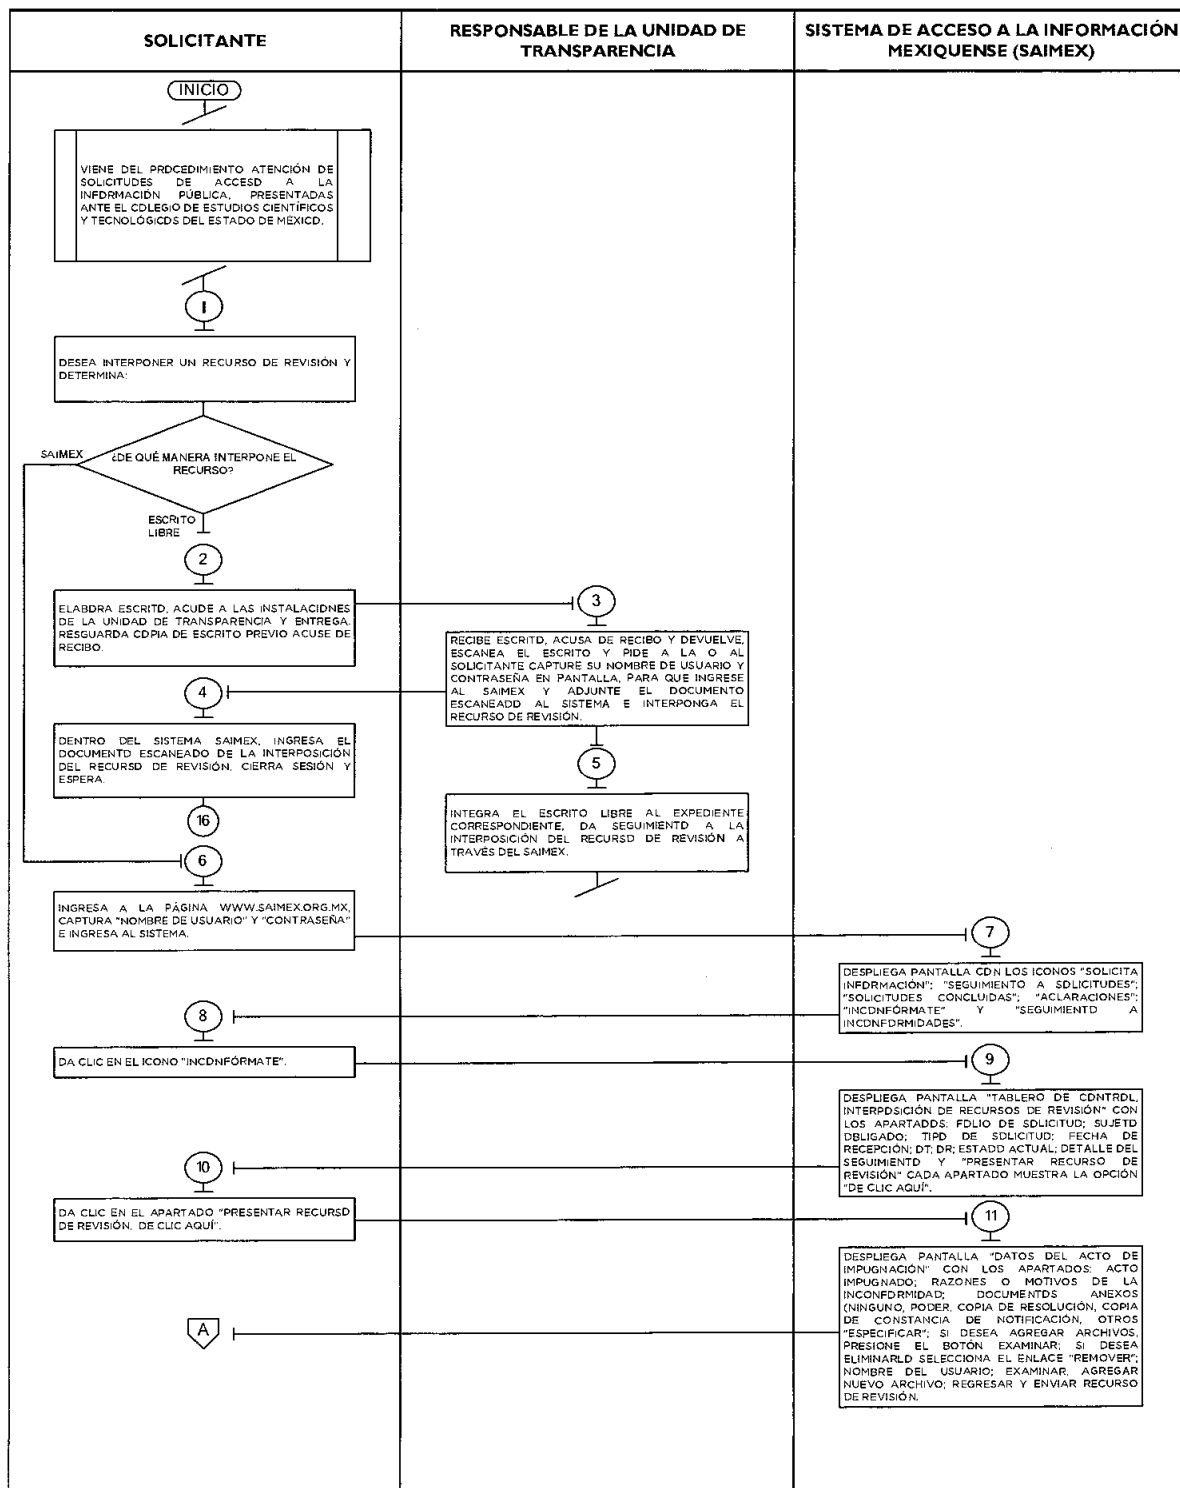 SOLICITANTE
RESPONSABLE DE LA UNIDAD DE
TRANSPARENCIA
SISTEMA DE ACCESO A LA INFORMACIÓN
MEXIQUENSE (SAIMEX)
INICIO
VIENE DEL PRDCEDIMIENTO ATENCIÓN DE
SOLICITUDES DE ACCESD A LA
INFDRMACIÓN PÚBLICA, PRESENTADAS
ANTE EL CDLEGIO DE ESTUDIOS CIENTÍFICOS
Y TECNOLÓGICDS DEL ESTADO DE MÉXICD.
1
DESEA INTERPONER UN RECURSO DE REVISIÓN Y
DETERMINA:
SAIMEX
¿DE QUÉ MANERA INTERPONE EL
RECURSO?
ESCRITO
LIBRE
2
ELABDRA ESCRITD, ACUDE A LAS INSTALACIDNES
DE LA UNIDAD DE TRANSPARENCIA Y ENTREGA.
RESGUARDA CDPIA DE ESCRITO PREVIO ACUSE DE
RECIBO.
3
RECIBE ESCRITD, ACUSA DE RECIBO Y DEVUELVE,
ESCANEA EL ESCRITO Y PIDE A LA O AL
SOLICITANTE CAPTURE SU NOMBRE DE USUARIO Y
CONTRASEÑA EN PANTALLA, PARA QUE INGRESE
AL SAIMEX Y ADJUNTE EL DOCUMENTO
ESCANEADD AL SISTEMA E INTERPONGA EL
RECURSO DE REVISIÓN.
4
DENTRO DEL SISTEMA SAIMEX, INGRESA EL
DOCUMENTD ESCANEADO DE LA INTERPOSICIÓN
DEL RECURSD DE REVISIÓN. CIERRA SESIÓN Y
ESPERA.
16
5
INTEGRA EL ESCRITO LIBRE AL EXPEDIENTE
CORRESPONDIENTE, DA SEGUIMIENTD A LA
INTERPOSICIÓN DEL RECURSD DE REVISIÓN A
TRAVÉS DEL SAIMEX.
6
INGRESA A LA PÁGINA WWW.SAIMEX.ORG.MX,
CAPTURA "NOMBRE DE USUARIO" Y "CONTRASEÑA"
E INGRESA AL SISTEMA.
7
DESPLIEGA PANTALLA CDN LOS ICONOS "SOLICITA
INFDRMACIÓN"; "SEGUIMIENTO A SDLICITUDES";
"SOLICITUDES CONCLUIDAS"; "ACLARACIONES";
"INCDNFÓRMATE" Y "SEGUIMIENTD A
INCDNFDRMIDADES".
8
DA CLIC EN EL ICONO "INCDNFÓRMATE".
9
DESPLIEGA PANTALLA "TABLERO DE CDNTRDL,
INTERPDSICIÓN DE RECURSOS DE REVISIÓN" CON
LOS APARTADDS: FDLIO DE SDLICITUD; SUJETD
DBLIGADO; TIPD DE SDLICITUD; FECHA DE
RECEPCIÓN; DT; DR; ESTADD ACTUAL; DETALLE DEL
SEGUIMIENTD Y "PRESENTAR RECURSO DE
REVISIÓN" CADA APARTADO MUESTRA LA OPCIÓN
"DE CLIC AQUÍ".
10
DA CLIC EN EL APARTADO "PRESENTAR RECURSD
DE REVISIÓN, DE CLIC AQUÍ".
11
DESPLIEGA PANTALLA "DATOS DEL ACTO DE
IMPUGNACIÓN" CON LOS APARTADOS: ACTO
IMPUGNADO; RAZONES O MOTIVOS DE LA
INCONFDRMIDAD; DOCUMENTDS ANEXOS
(NINGUNO, PODER, COPIA DE RESOLUCIÓN, COPIA
DE CONSTANCIA DE NOTIFICACIÓN, OTROS
"ESPECIFICAR"; SI DESEA AGREGAR ARCHIVOS,
PRESIONE EL BOTÓN EXAMINAR; SI DESEA
ELIMINARLD SELECCIONA EL ENLACE "REMOVER";
NOMBRE DEL USUARIO; EXAMINAR, AGREGAR
NUEVO ARCHIVO; REGRESAR Y ENVIAR RECURSO
DE REVISIÓN.
A